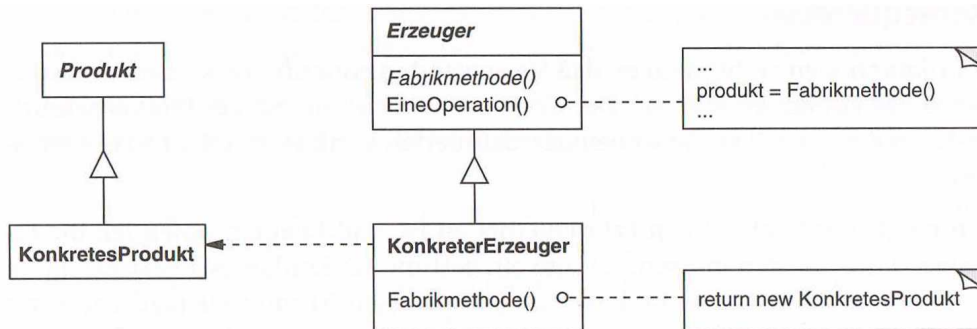 Produkt
KonkretesProdukt
Erzeuger
Fabrikmethode()
EineOperation()
...
produkt = Fabrikmethode()
...
KonkreterErzeuger
Fabrikmethode()
return new KonkretesProdukt